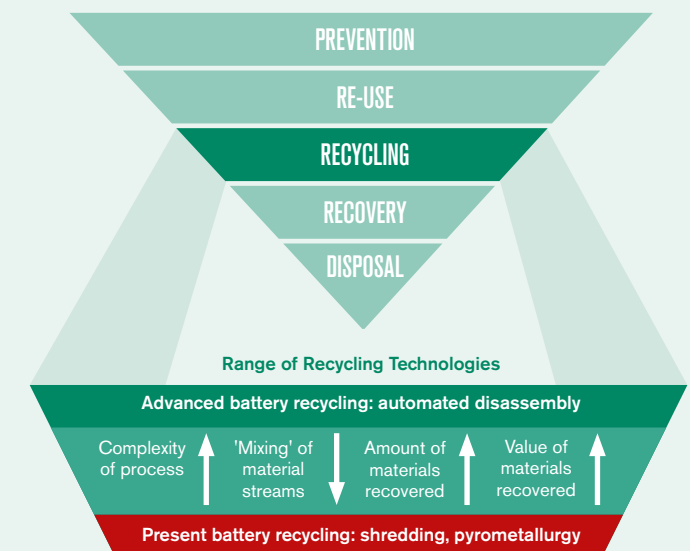 PREVENTION
RE-USE
RECYCLING
RECOVERY
DISPOSAL
Range of Recycling Technologies
Advanced battery recycling: automated disassembly
Complexity
of process
'Mixing' of
material
streams
Amount of
materials
recovered
Value of
materials
recovered
Present battery recycling: shredding, pyrometallurgy